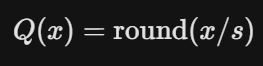 Q(x) = round(x/s)